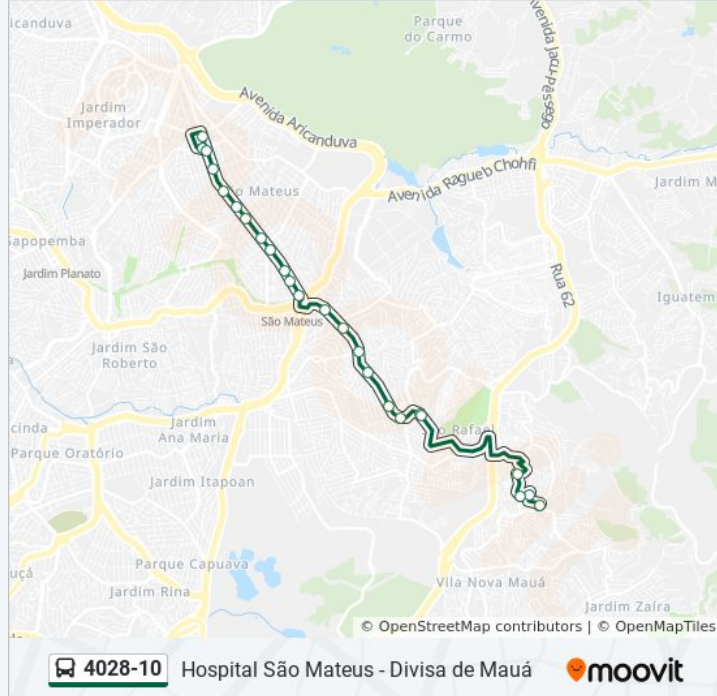 icanduva
Parque
do Carmo
Avenida Jacu-Pêssego
Jardim
Imperador
Avenida Aricanduva
o Mateus
Avenida Ragueb Chohfi
Jardim M
Sapopemba
Jardim Planato
Rua 62
Iguatem
São Mateus
Jardim São
Roberto
cinda
Jardim
Ana Maria
o Rafael
Parque Oratório
Jardim Itapoan
Parque Capuava
uçá
Jardim Rina
Vila Nova Mauá
Jardim Zaíra
© OpenStreetMap contributors | © OpenMapTiles
4028-10 Hospital São Mateus - Divisa de Mauá moovit